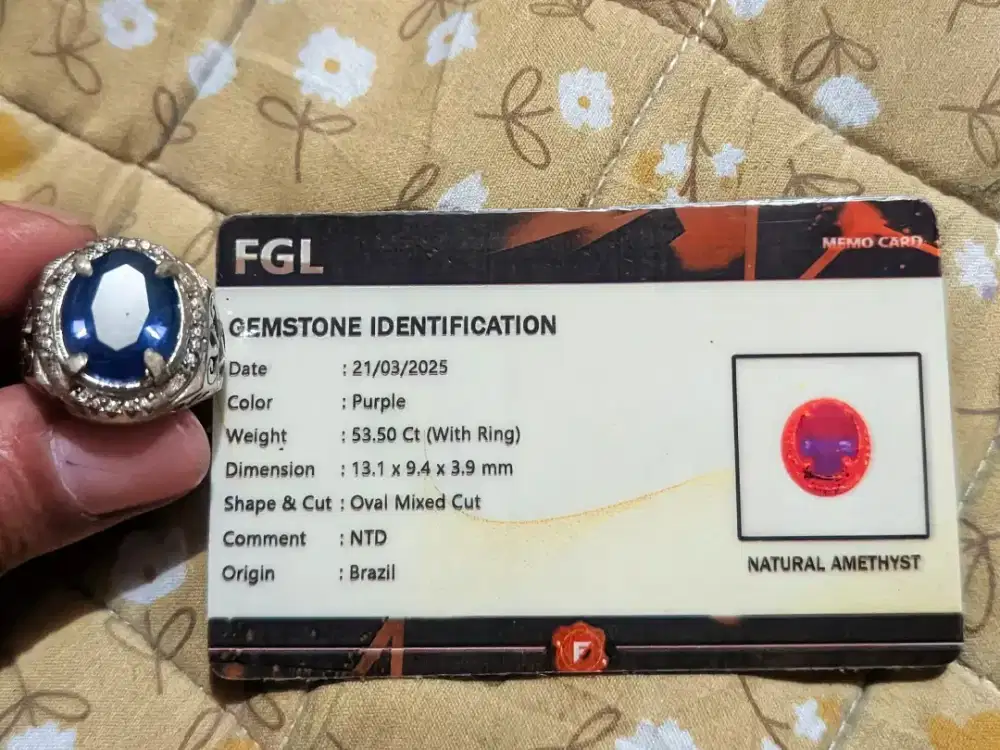 FGL
MEMO CARD
GEMSTONE IDENTIFICATION
Date : 21/03/2025
Color : Purple
Weight : 53.50 Ct (With Ring)
Dimension : 13.1 x 9.4 x 3.9 mm
Shape & Cut : Oval Mixed Cut
Comment : NTD
Origin : Brazil
NATURAL AMETHYST
F